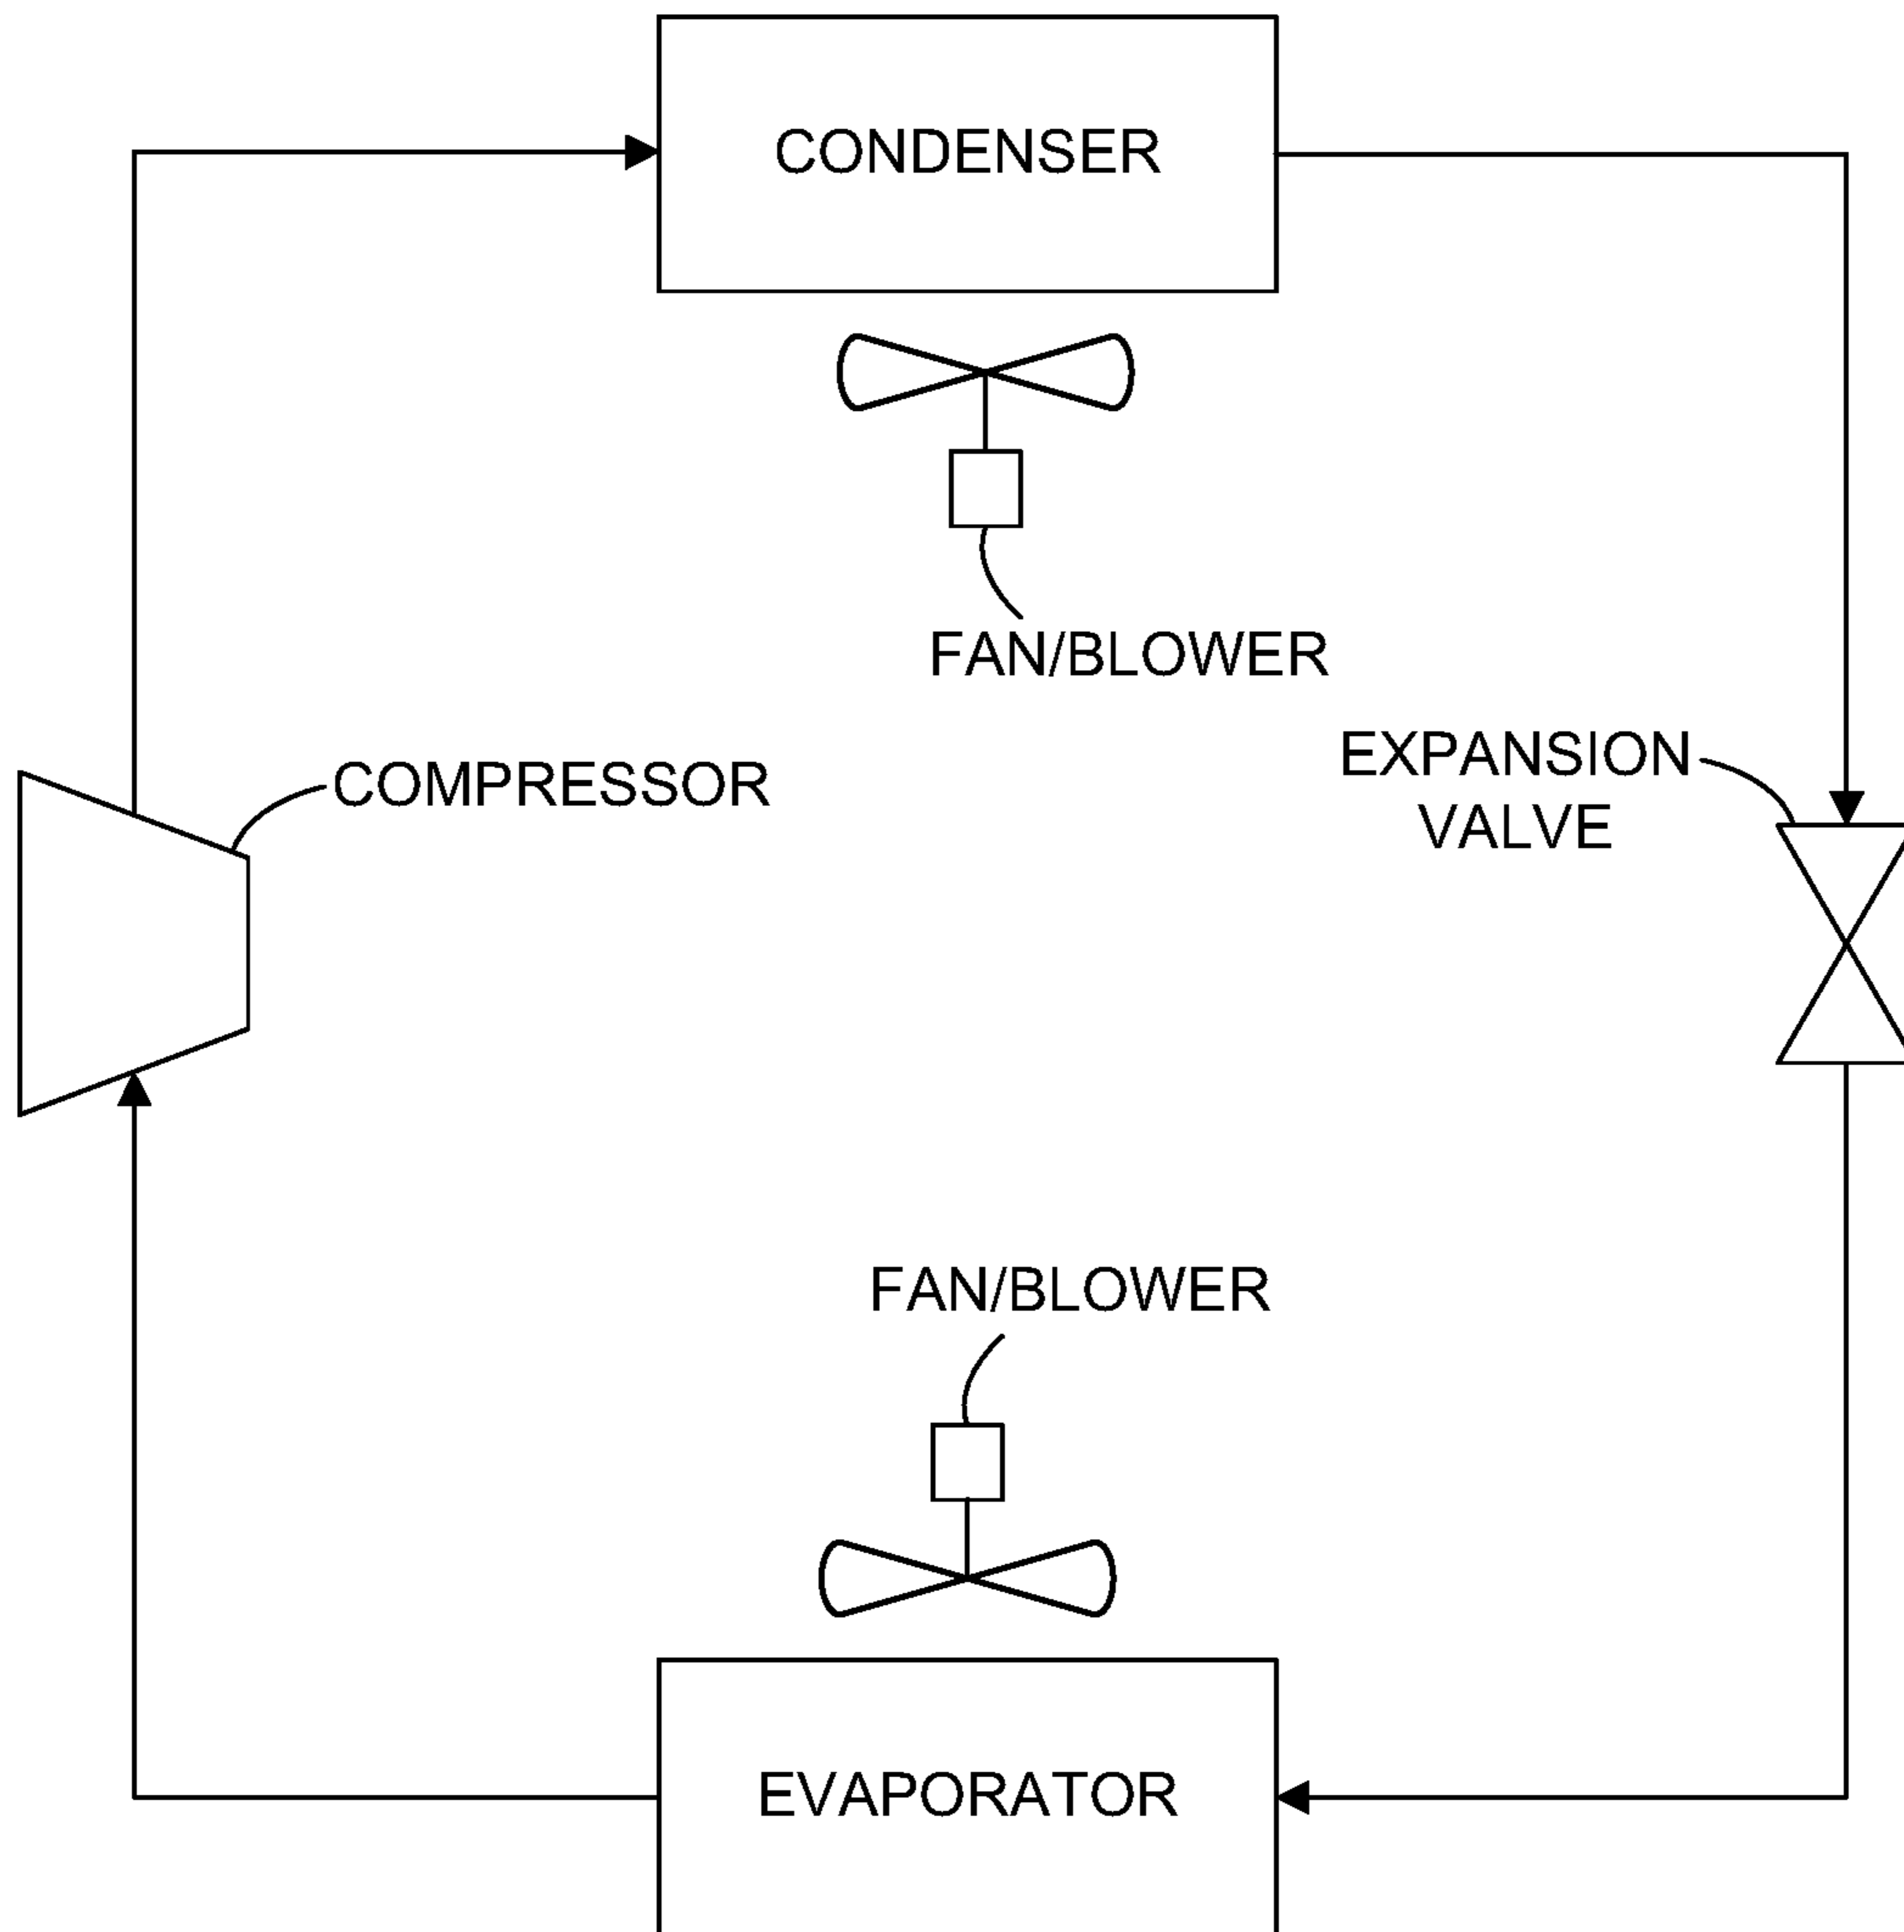 CONDENSER
FAN/BLOWER
COMPRESSOR
EXPANSION
VALVE
FAN/BLOWER
EVAPORATOR